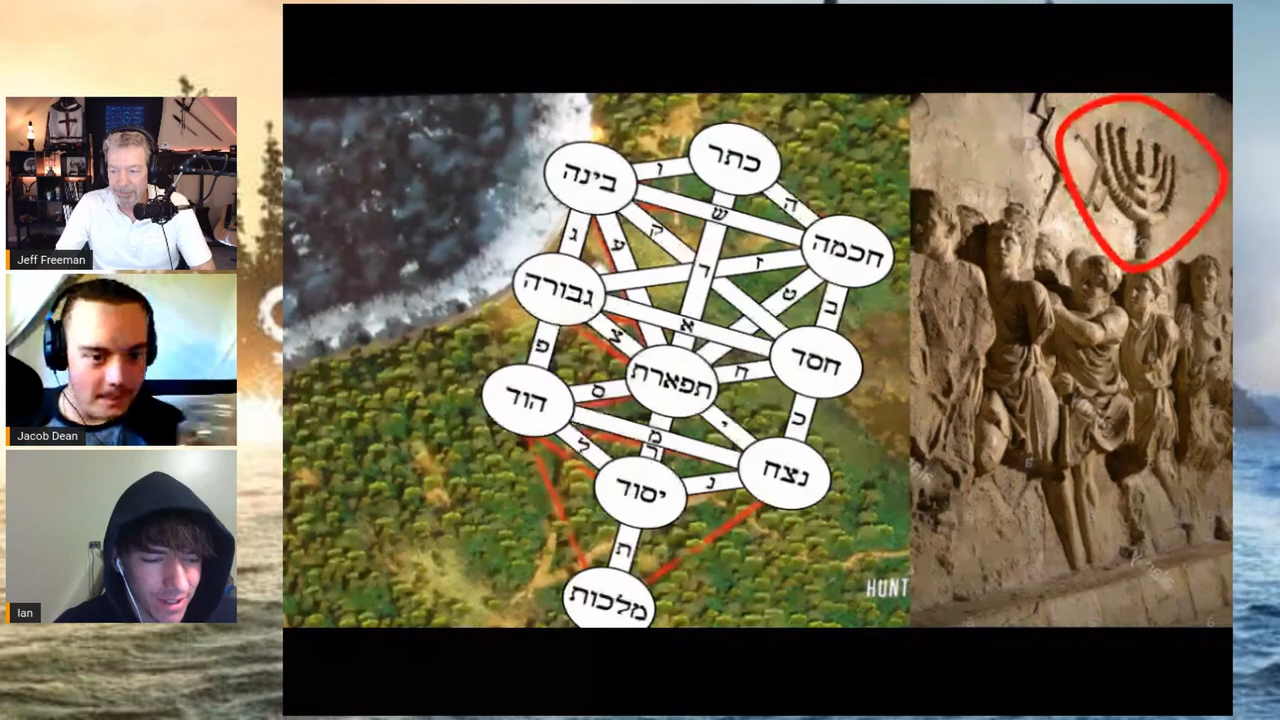 Jeff Freeman
Jacob Dean
Ian
כתר
בינה
ו
ה
ש
חכמה
ק
ג
ע
ז
ד
ט
ב
גבורה
א
צ
פ
חסד
ח
תפארת
ס
הוד
כ
י
מ
ר
ל
נצח
נ
יסוד
ת
מלכות
HUNT